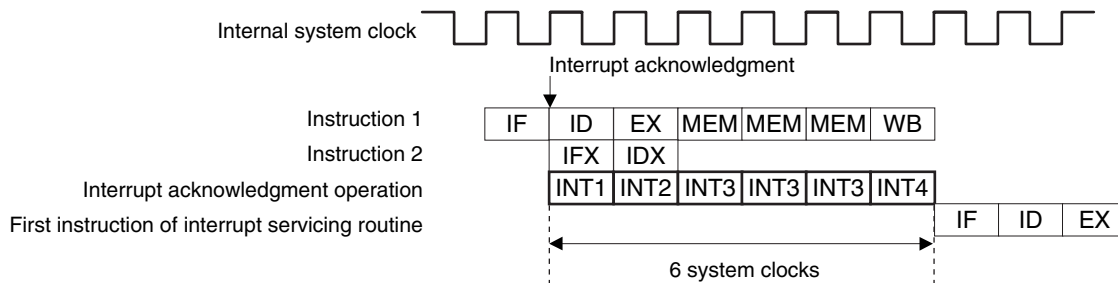 Internal system clock
Interrupt acknowledgment
Instruction 1 IF ID EX MEM MEM MEM WB
Instruction 2 IFX IDX
Interrupt acknowledgment operation INT1 INT2 INT3 INT3 INT3 INT4
First instruction of interrupt servicing routine IF ID EX
6 system clocks